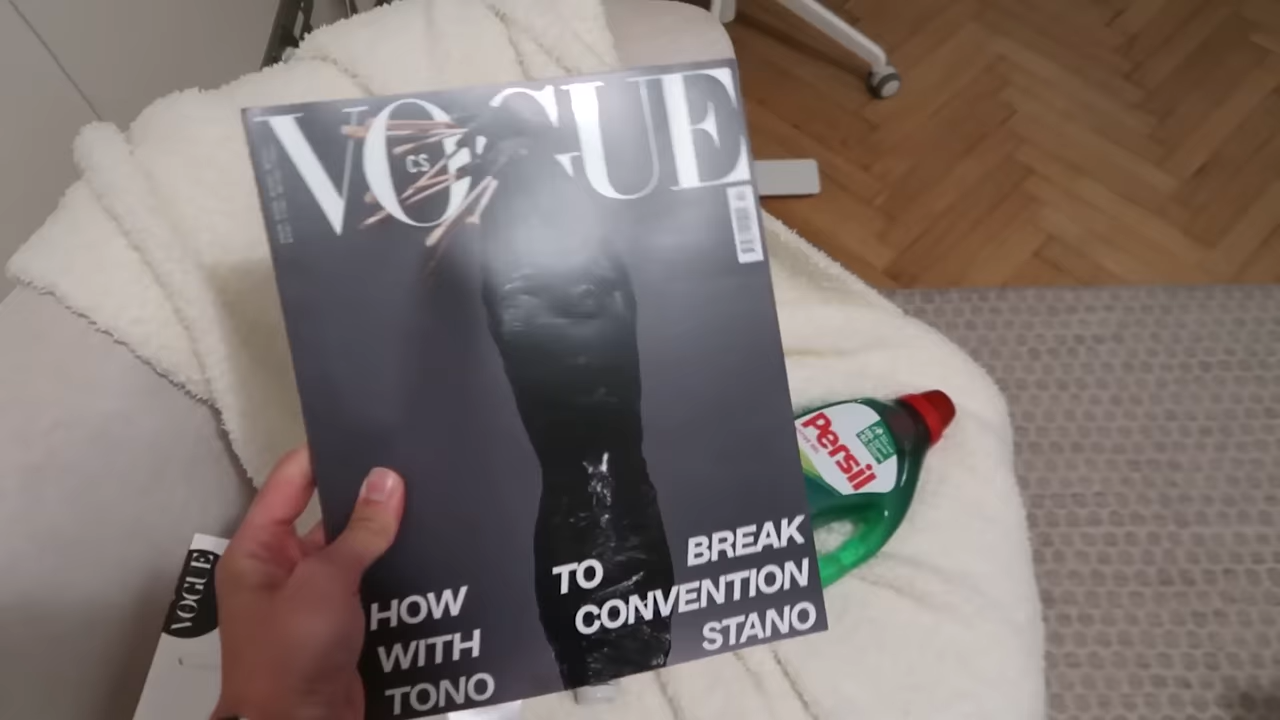 VOGUE
CS
HOW TO BREAK
WITH CONVENTION
TONO STANO
Persil
VOGUE